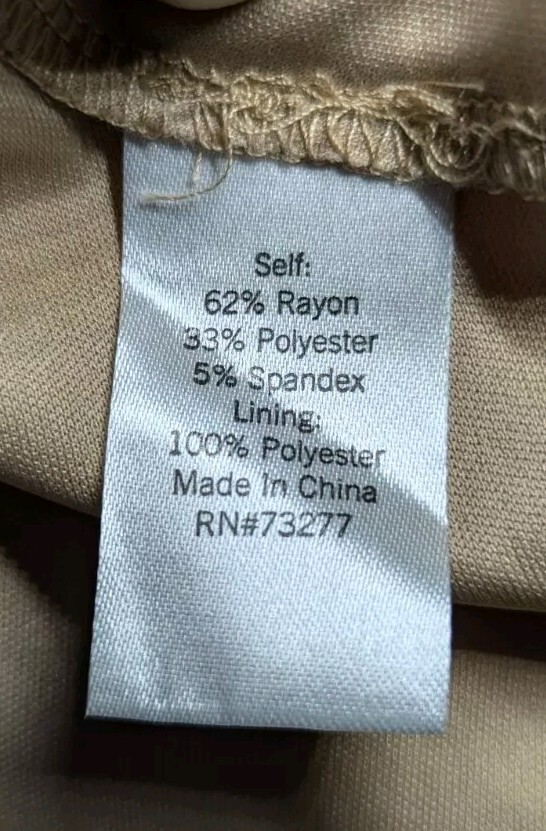 Self:
62% Rayon
33% Polyester
5% Spandex
Lining:
100% Polyester
Made In China
RN#73277